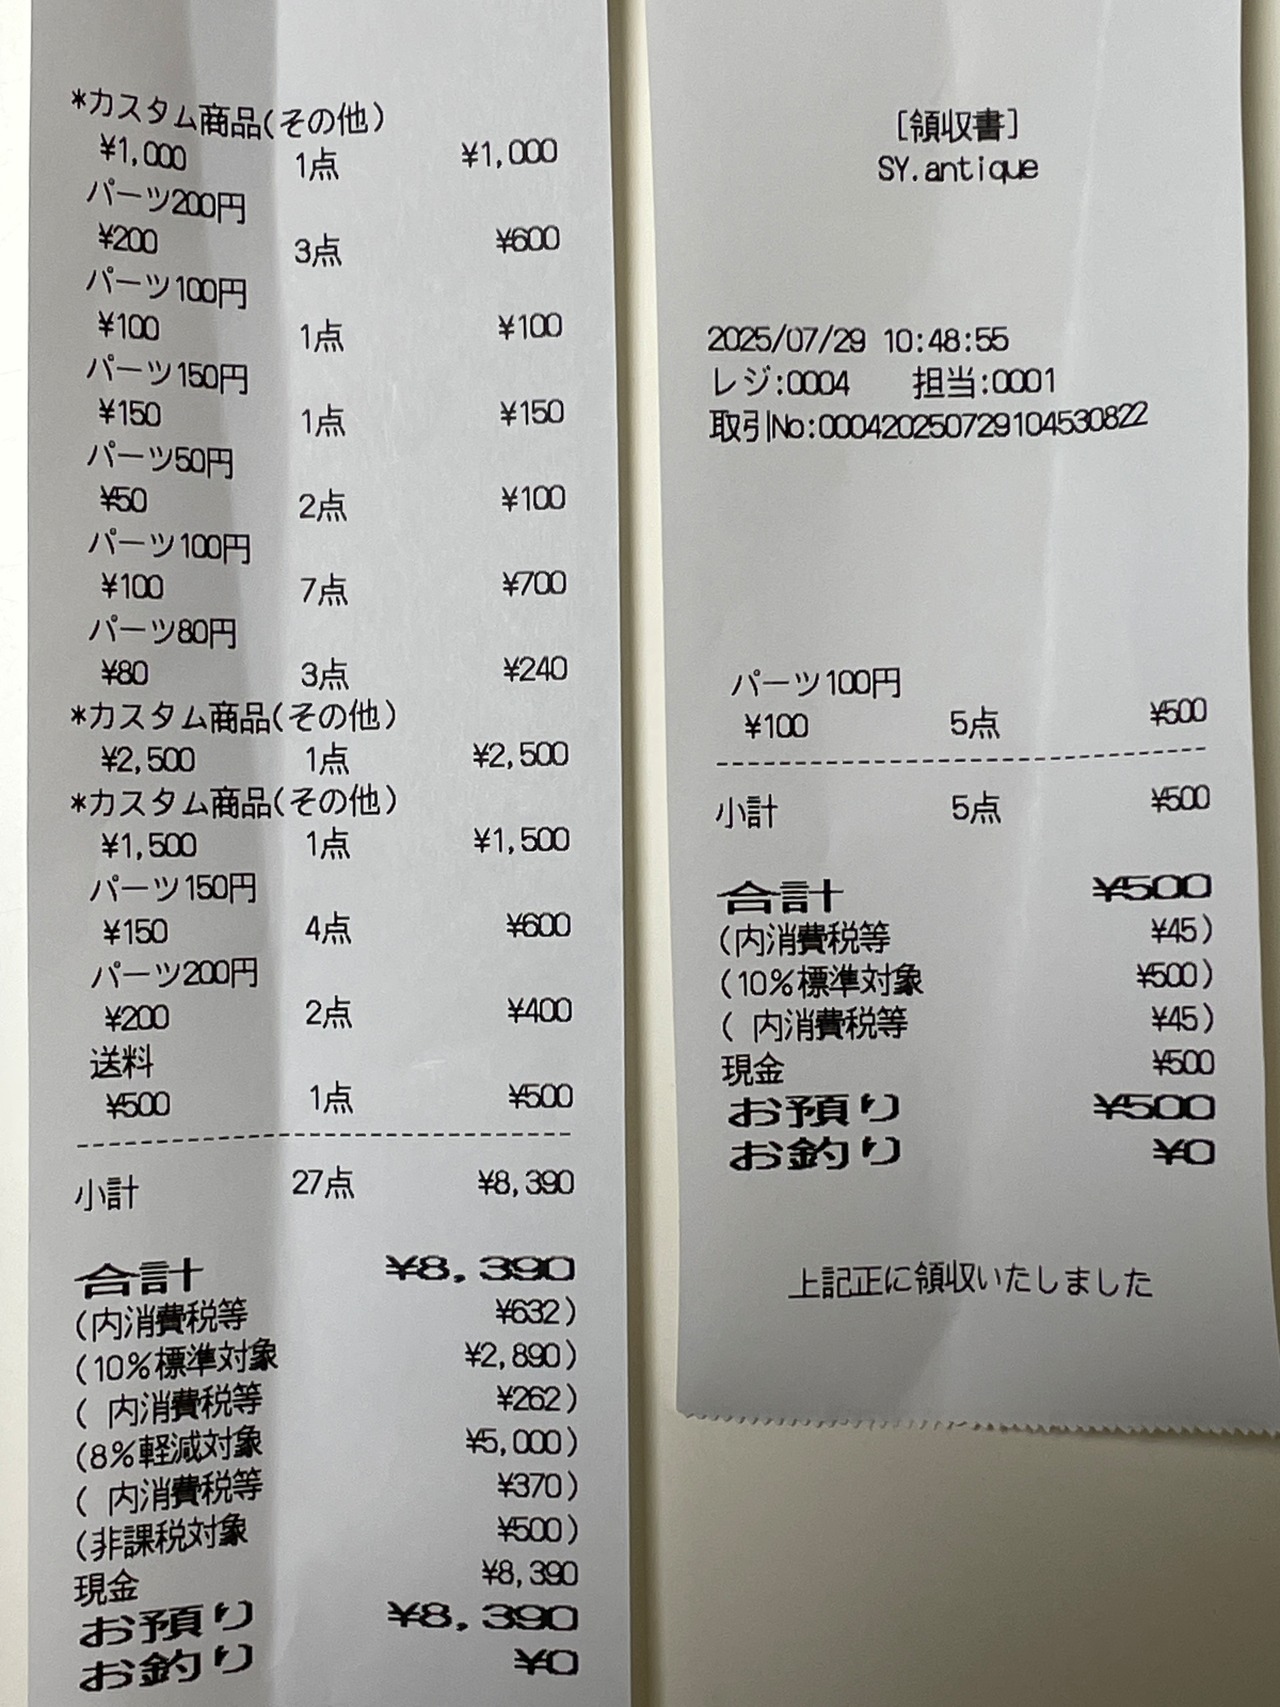 *カスタム商品(その他)
¥1,000 1点 ¥1,000
パーツ200円
¥200 3点 ¥600
パーツ100円
¥100 1点 ¥100
パーツ150円
¥150 1点 ¥150
パーツ50円
¥50 2点 ¥100
パーツ100円
¥100 7点 ¥700
パーツ80円
¥80 3点 ¥240
*カスタム商品(その他)
¥2,500 1点 ¥2,500
*カスタム商品(その他)
¥1,500 1点 ¥1,500
パーツ150円
¥150 4点 ¥600
パーツ200円
¥200 2点 ¥400
送料
¥500 1点 ¥500
小計 27点 ¥8,390
合計 ¥8,390
(内消費税等 ¥632)
(10%標準対象 ¥2,890)
( 内消費税等 ¥262)
(8%軽減対象 ¥5,000)
( 内消費税等 ¥370)
(非課税対象 ¥500)
現金 ¥8,390
お預り ¥8,390
お釣り ¥0
[領収書]
SY.antique
2025/07/29 10:48:55
レジ:0004 担当:0001
取引No:00042025072910453​0822
パーツ100円
¥100 5点 ¥500
小計 5点 ¥500
合計 ¥500
(内消費税等 ¥45)
(10%標準対象 ¥500)
( 内消費税等 ¥45)
現金 ¥500
お預り ¥500
お釣り ¥0
上記正に領収いたしました